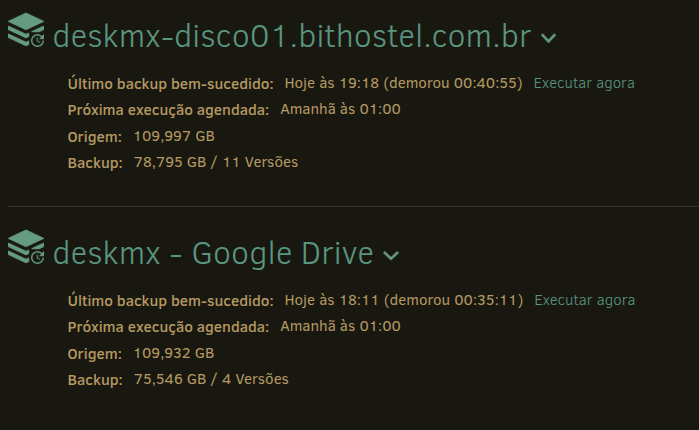 deskmx-disco01.bithostel.com.br
Último backup bem-sucedido: Hoje às 19:18 (demorou 00:40:55) Executar agora
Próxima execução agendada: Amanhã às 01:00
Origem: 109,997 GB
Backup: 78,795 GB / 11 Versões
deskmx - Google Drive
Último backup bem-sucedido: Hoje às 18:11 (demorou 00:35:11) Executar agora
Próxima execução agendada: Amanhã às 01:00
Origem: 109,932 GB
Backup: 75,546 GB / 4 Versões